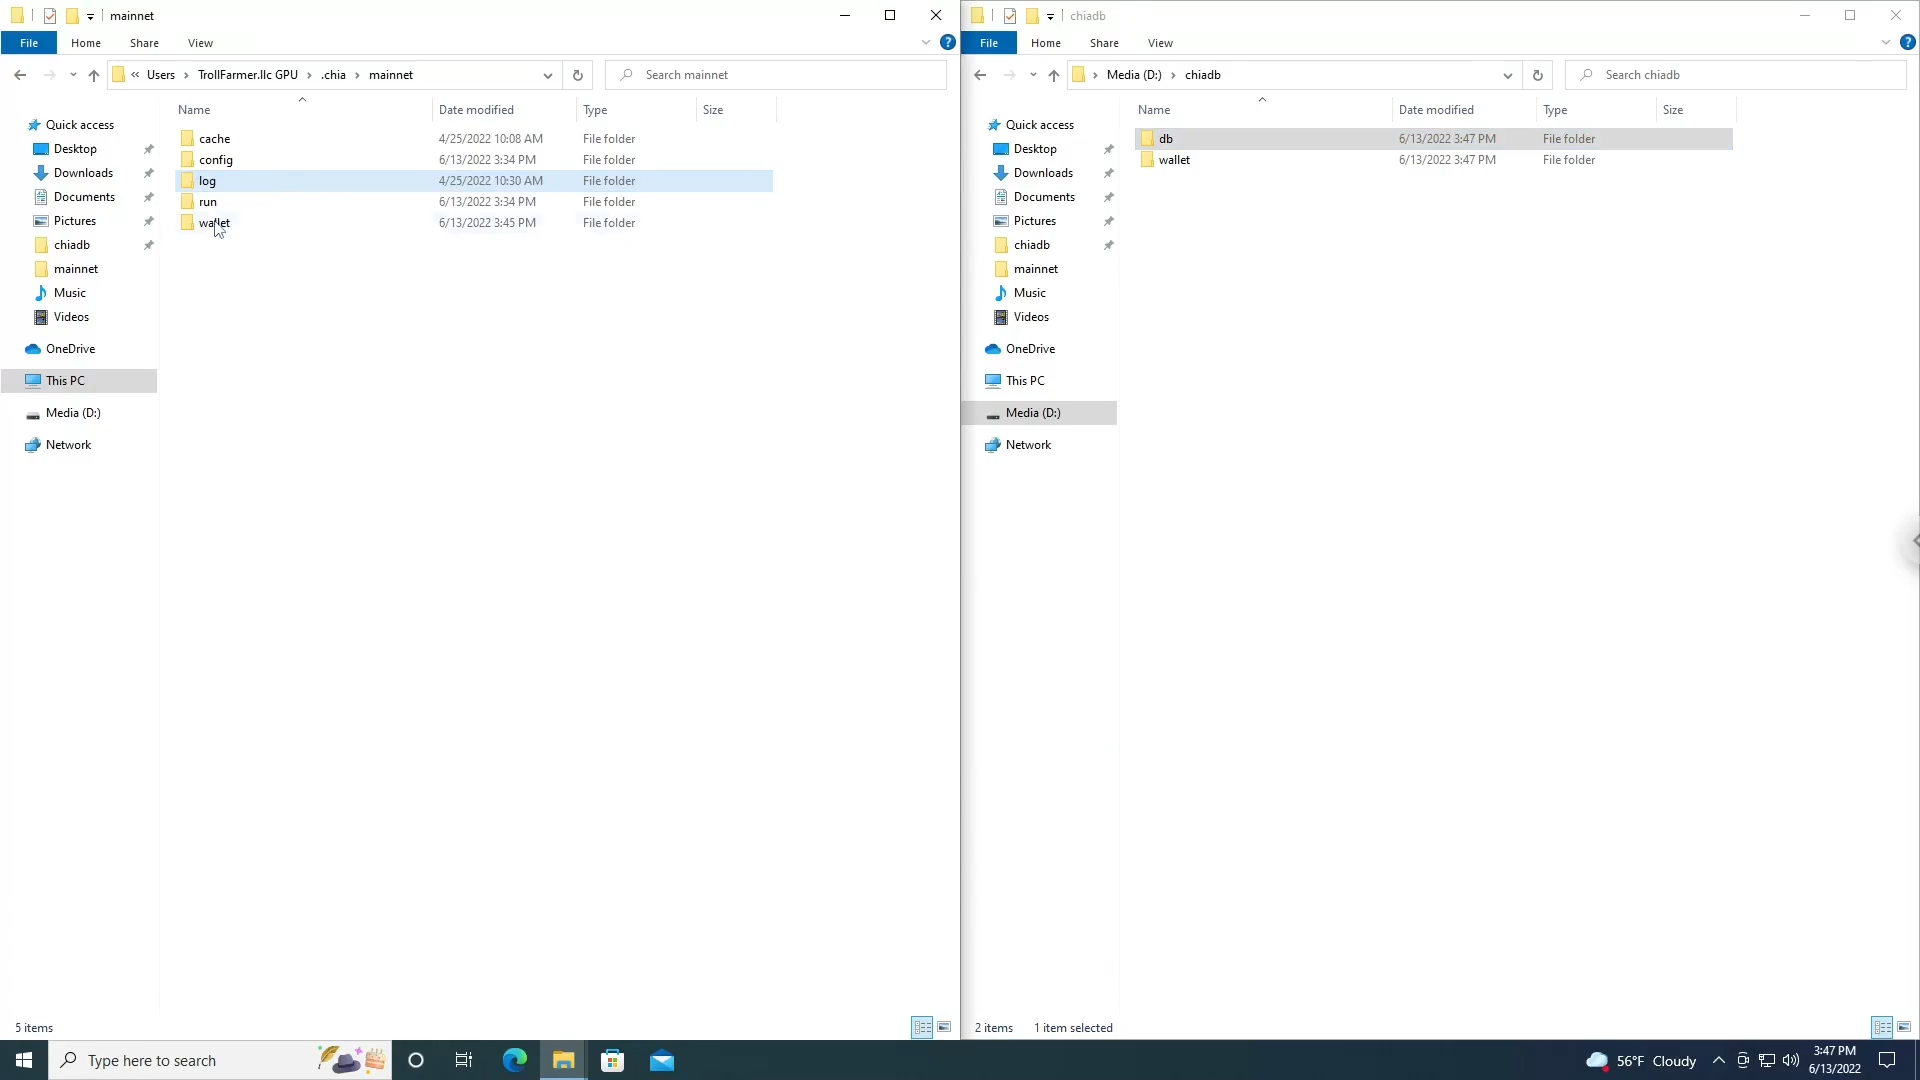 mainnet
File Home Share View
« Users › TrollFarmer.llc GPU › .chia › mainnet
Search mainnet
Name Date modified Type Size
Quick access
Desktop
Downloads
Documents
Pictures
chiadb
mainnet
Music
Videos
OneDrive
This PC
Media (D:)
Network
cache 4/25/2022 10:08 AM File folder
config 6/13/2022 3:34 PM File folder
log 4/25/2022 10:30 AM File folder
run 6/13/2022 3:34 PM File folder
wallet 6/13/2022 3:45 PM File folder
5 items
chiadb
File Home Share View
› Media (D:) › chiadb
Search chiadb
Name Date modified Type Size
Quick access
Desktop
Downloads
Documents
Pictures
chiadb
mainnet
Music
Videos
OneDrive
This PC
Media (D:)
Network
db 6/13/2022 3:47 PM File folder
wallet 6/13/2022 3:47 PM File folder
2 items 1 item selected
Type here to search
56°F Cloudy
3:47 PM
6/13/2022